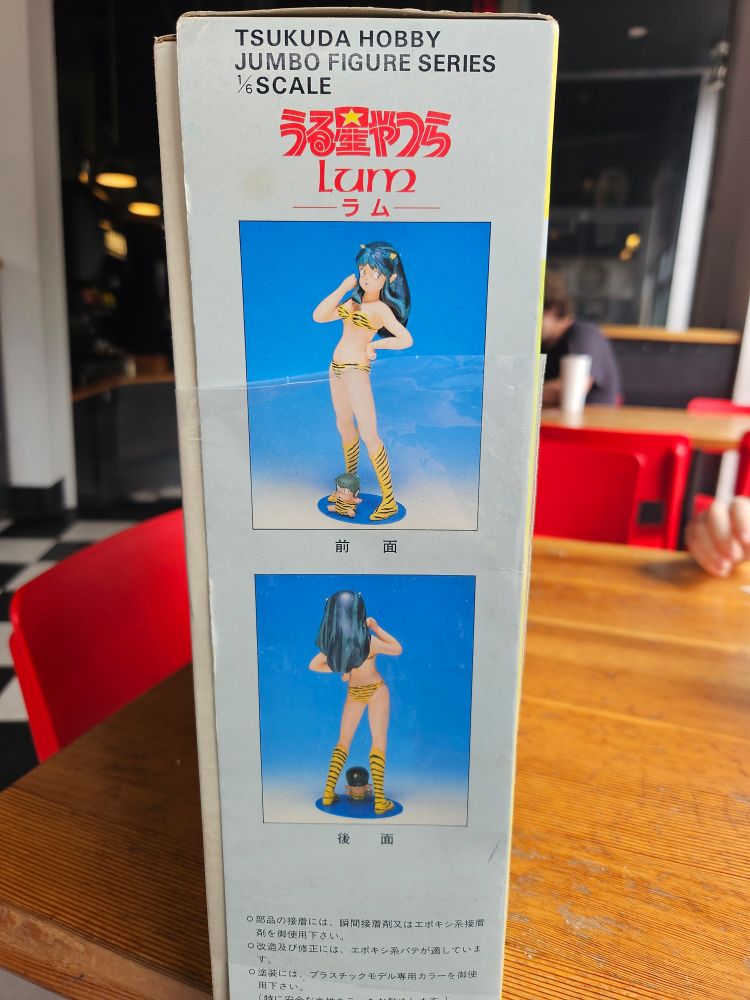 TSUKUDA HOBBY
JUMBO FIGURE SERIES
1/6 SCALE
うる星やつら
Lum
ラム
前 面
後 面
○部品の接着には、瞬間接着剤又はエポキシ系接着
剤を御使用下さい。
○改造及び修正には、エポキシ系パテが適していま
す。
○塗装には、プラスチックモデル専用カラーを御使
用下さい。